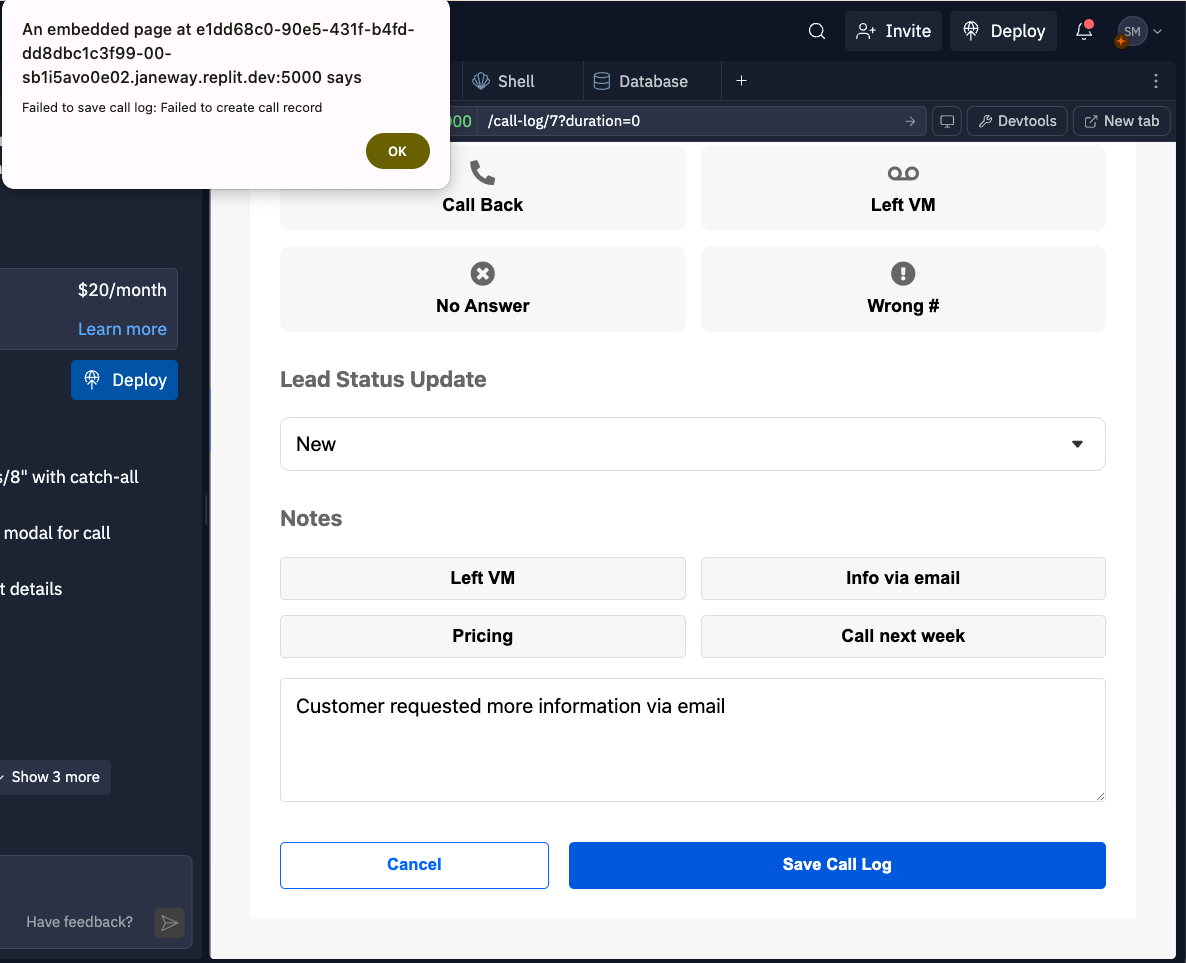 An embedded page at e1dd68c0-90e5-431f-b4fd-
dd8dbc1c3f99-00-
sb1i5avo0e02.janeway.replit.dev:5000 says
Failed to save call log: Failed to create call record
OK
Invite
Deploy
SM
Shell
Database
000
/call-log/7?duration=0
Devtools
New tab
Call Back
Left VM
No Answer
Wrong #
$20/month
Learn more
Deploy
s/8" with catch-all
modal for call
t details
Show 3 more
Have feedback?
Lead Status Update
New
Notes
Left VM
Info via email
Pricing
Call next week
Customer requested more information via email
Cancel
Save Call Log